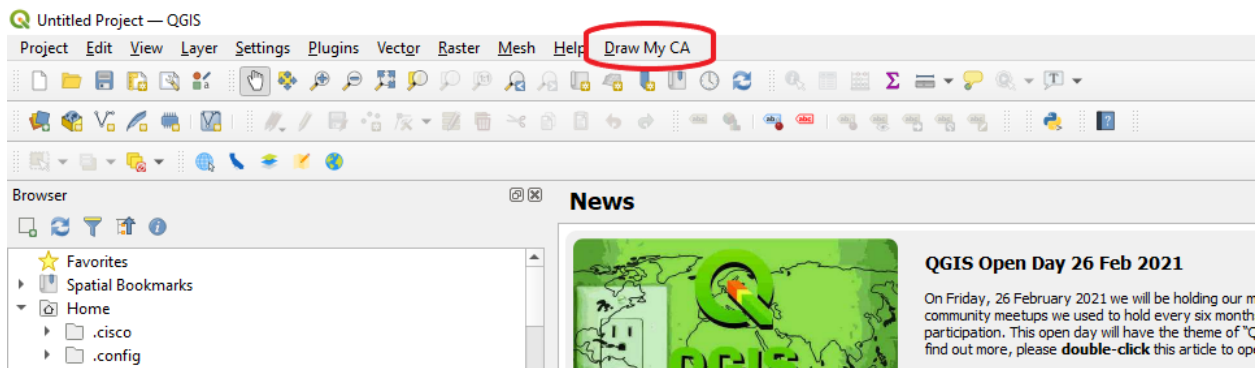 Untitled Project — QGIS
Project Edit View Layer Settings Plugins Vector Raster Mesh Help Draw My CA
Browser
News
Favorites
Spatial Bookmarks
Home
.cisco
.config
QGIS
QGIS Open Day 26 Feb 2021
On Friday, 26 February 2021 we will be holding our m
community meetups we used to hold every six month
participation. This open day will have the theme of "Q
find out more, please double-click this article to op